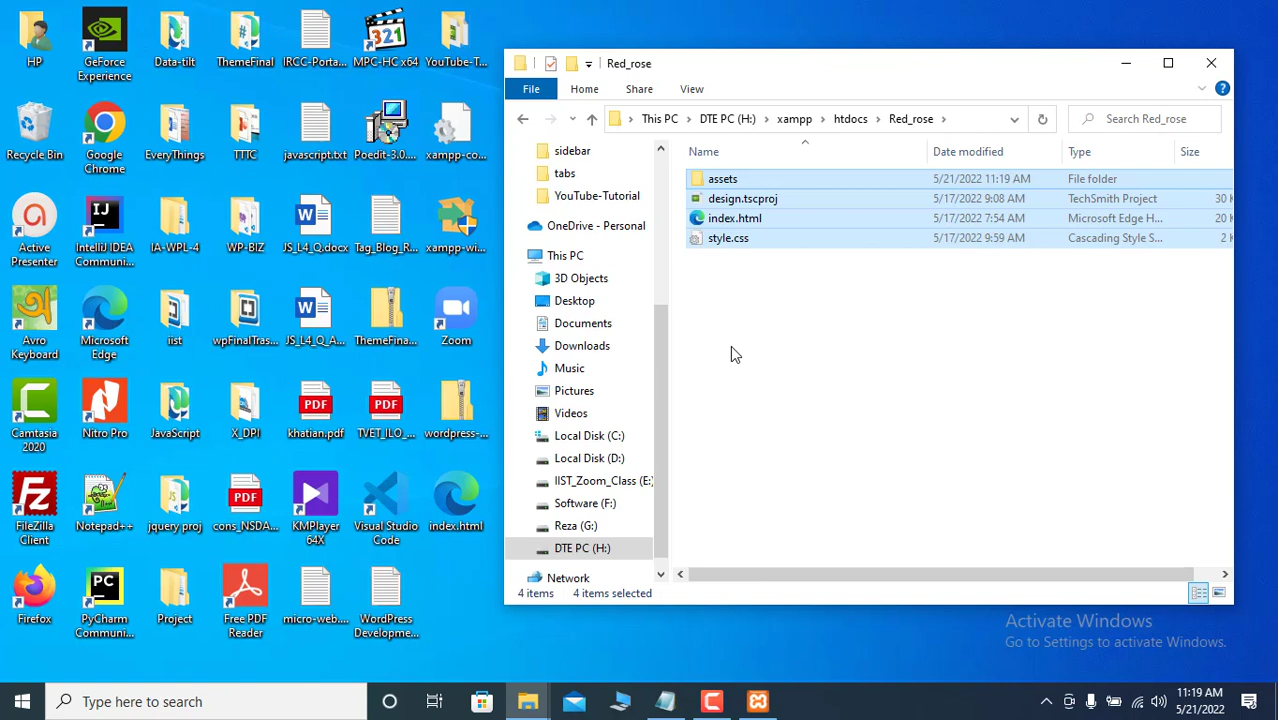 HP
GeForce
Experience
Data-tilt
ThemeFinal
IRCC-Porta...
MPC-HC x64
YouTube-T...
Recycle Bin
Google
Chrome
EveryThings
TTTC
javascript.txt
Poedit-3.0....
xampp-co...
Active
Presenter
IntelliJ IDEA
Communi...
IA-WPL-4
WP-BIZ
JS_L4_Q.docx
Tag_Blog_R...
xampp-wi...
Avro
Keyboard
Microsoft
Edge
iist
wpFinalTras...
JS_L4_Q_A...
ThemeFina...
Zoom
Camtasia
2020
Nitro Pro
JavaScript
X_DPI
khatian.pdf
TVET_ILO_...
wordpress-...
FileZilla
Client
Notepad++
jquery proj
cons_NSDA...
KMPlayer
64X
Visual Studio
Code
index.html
Firefox
PyCharm
Communi...
Project
Free PDF
Reader
micro-web....
WordPress
Developme...
Red_rose
File
Home
Share
View
This PC
DTE PC (H:)
xampp
htdocs
Red_rose
Search Red_rose
sidebar
tabs
YouTube-Tutorial
OneDrive - Personal
This PC
3D Objects
Desktop
Documents
Downloads
Music
Pictures
Videos
Local Disk (C:)
Local Disk (D:)
IIST_Zoom_Class (E:)
Software (F:)
Reza (G:)
DTE PC (H:)
Network
Name
Date modified
Type
Size
assets 5/21/2022 11:19 AM File folder
design.tscproj 5/17/2022 9:08 AM TechSmith Project 30 K
index.html 5/17/2022 7:54 AM Microsoft Edge H... 20 K
style.css 5/17/2022 9:59 AM Cascading Style S... 2 K
4 items 4 items selected
Activate Windows
Go to Settings to activate Windows.
Type here to search
11:19 AM
5/21/2022